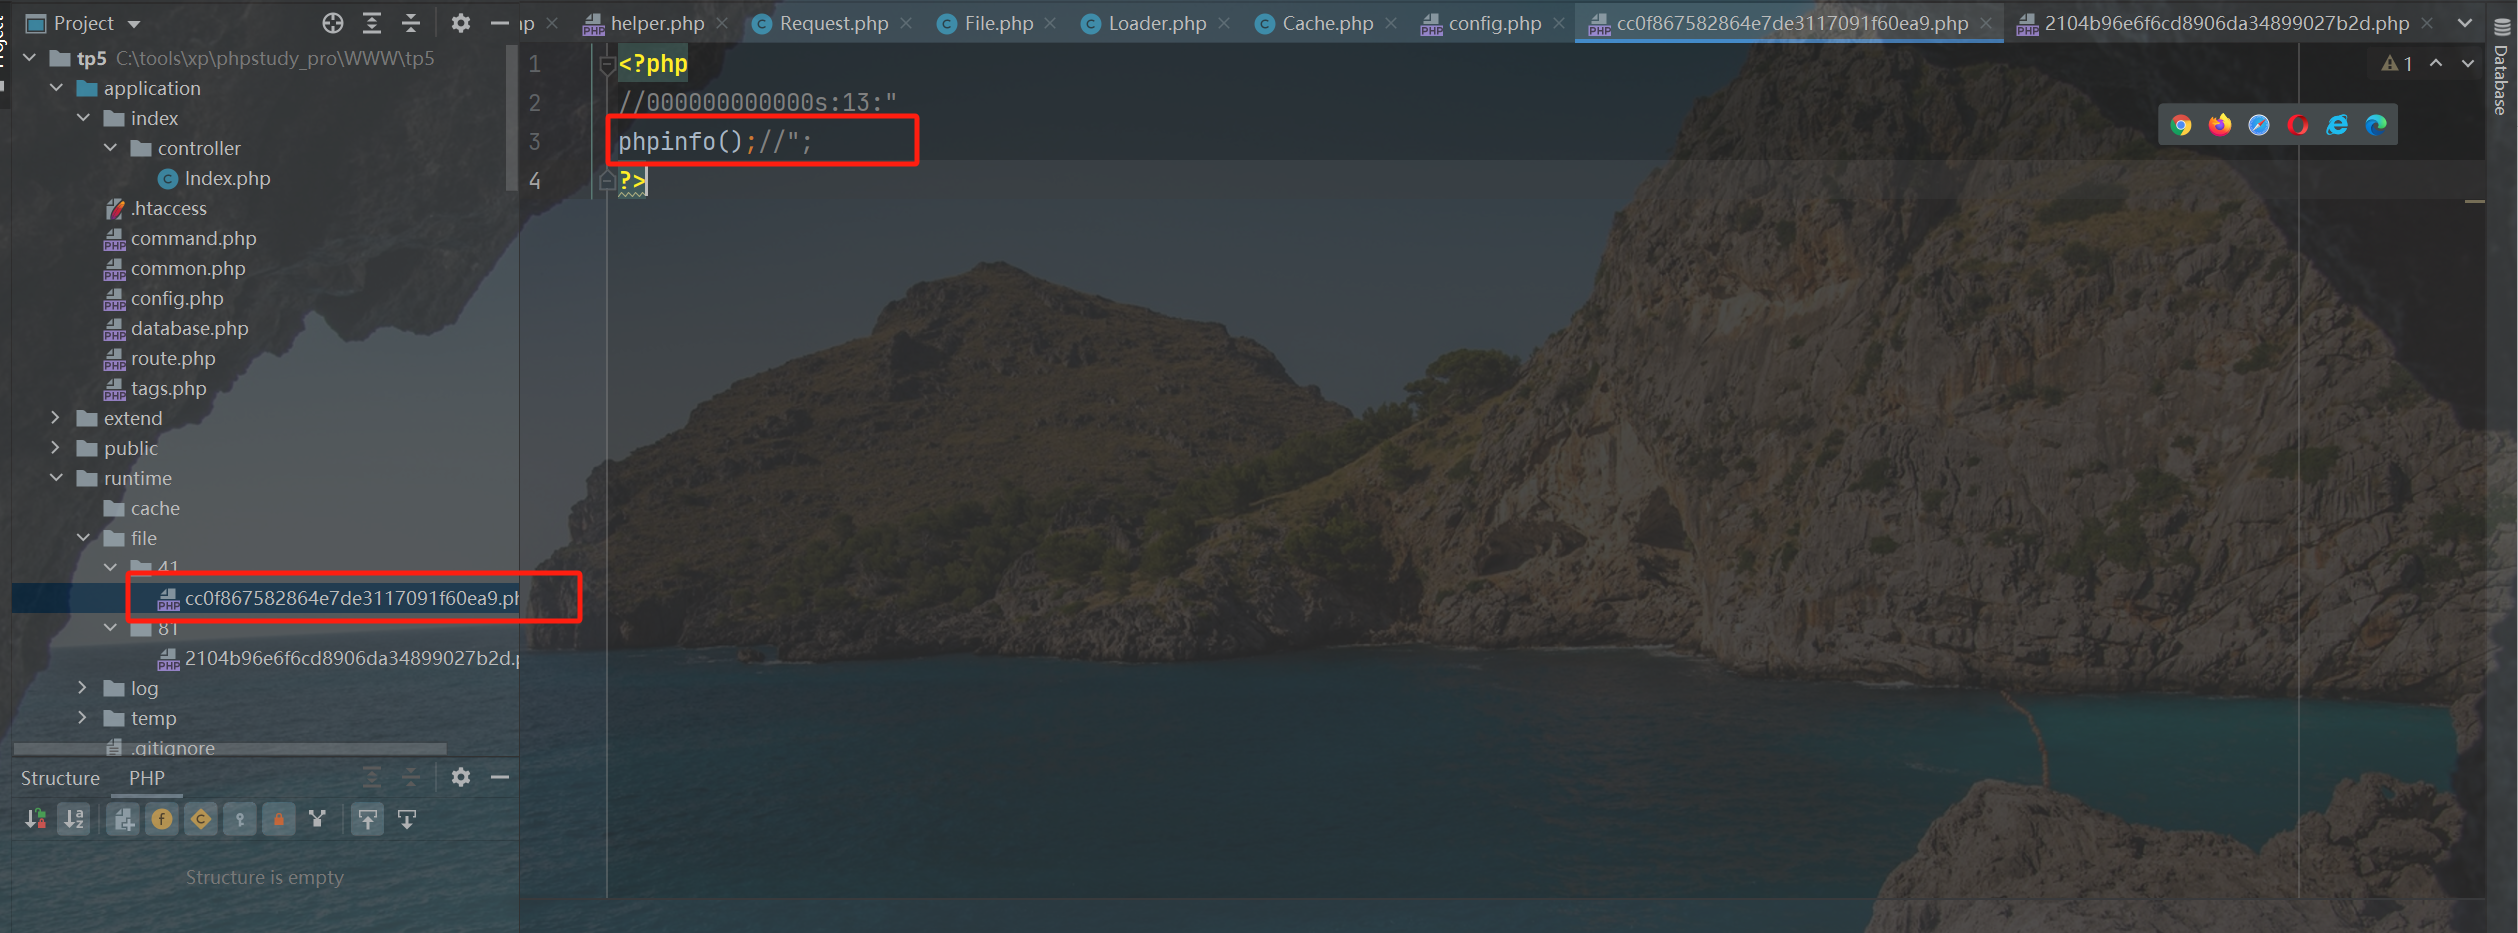 Project
helper.php
Request.php
File.php
Loader.php
Cache.php
config.php
cc0f867582864e7de3117091f60ea9.php
2104b96e6f6cd8906da34899027b2d.php
tp5 C:\tools\xp\phpstudy_pro\WWW\tp5
application
index
controller
Index.php
.htaccess
command.php
common.php
config.php
database.php
route.php
tags.php
extend
public
runtime
cache
file
41
cc0f867582864e7de3117091f60ea9.ph
81
2104b96e6f6cd8906da34899027b2d.p
log
temp
.gitignore
Structure PHP
Structure is empty
1 <?php
2 //000000000000s:13:"
3 phpinfo();//";
4 ?>
1
Database